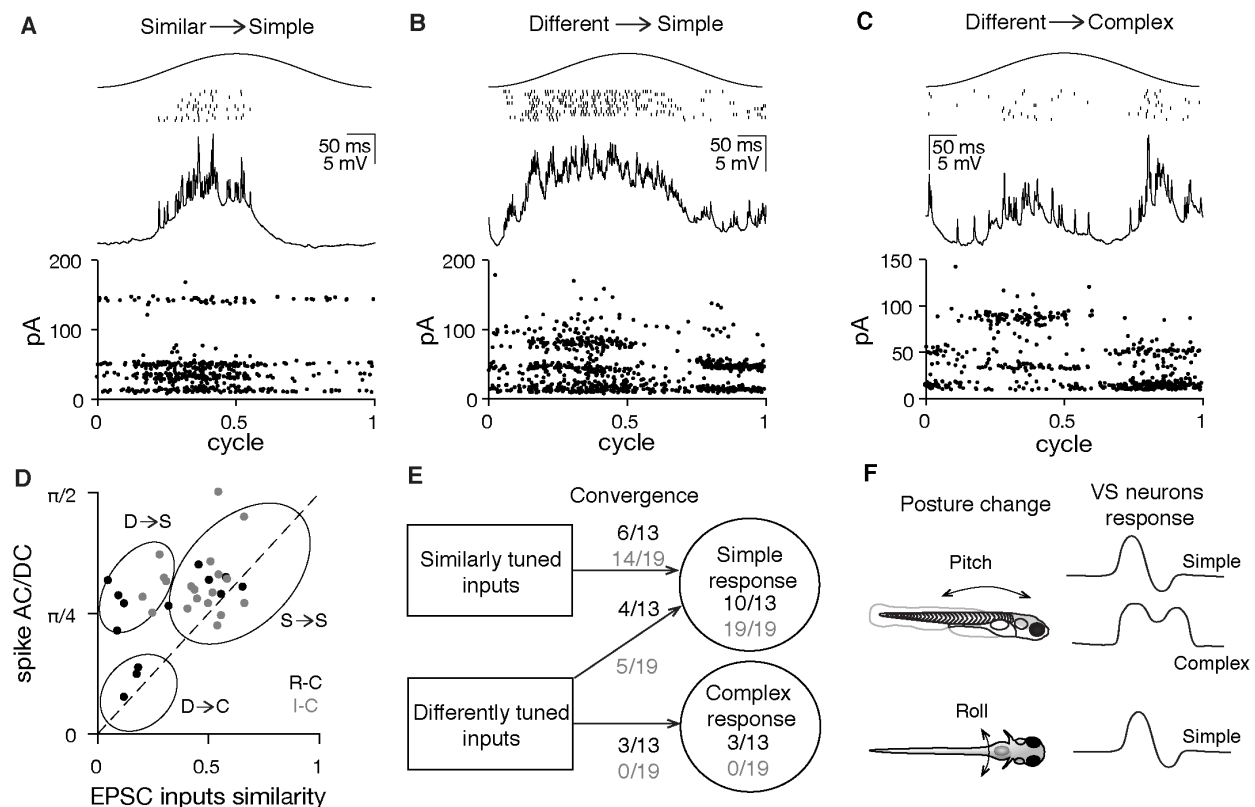 A
Similar → Simple
50 ms
5 mV
200
100
0
pA
0
0.5
1
cycle
B
Different → Simple
50 ms
5 mV
200
100
0
pA
0
0.5
1
cycle
C
Different → Complex
50 ms
5 mV
150
100
50
0
pA
0
0.5
1
cycle
D
π/2
π/4
0
spike AC/DC
D→S
S→S
D→C
R-C
I-C
0
0.5
1
EPSC inputs similarity
E
Convergence
Similarly tuned
inputs
6/13
14/19
4/13
5/19
Simple
response
10/13
19/19
Differently tuned
inputs
3/13
0/19
Complex
response
3/13
0/19
F
Posture change
VS neurons
response
Pitch
Simple
Complex
Roll
Simple